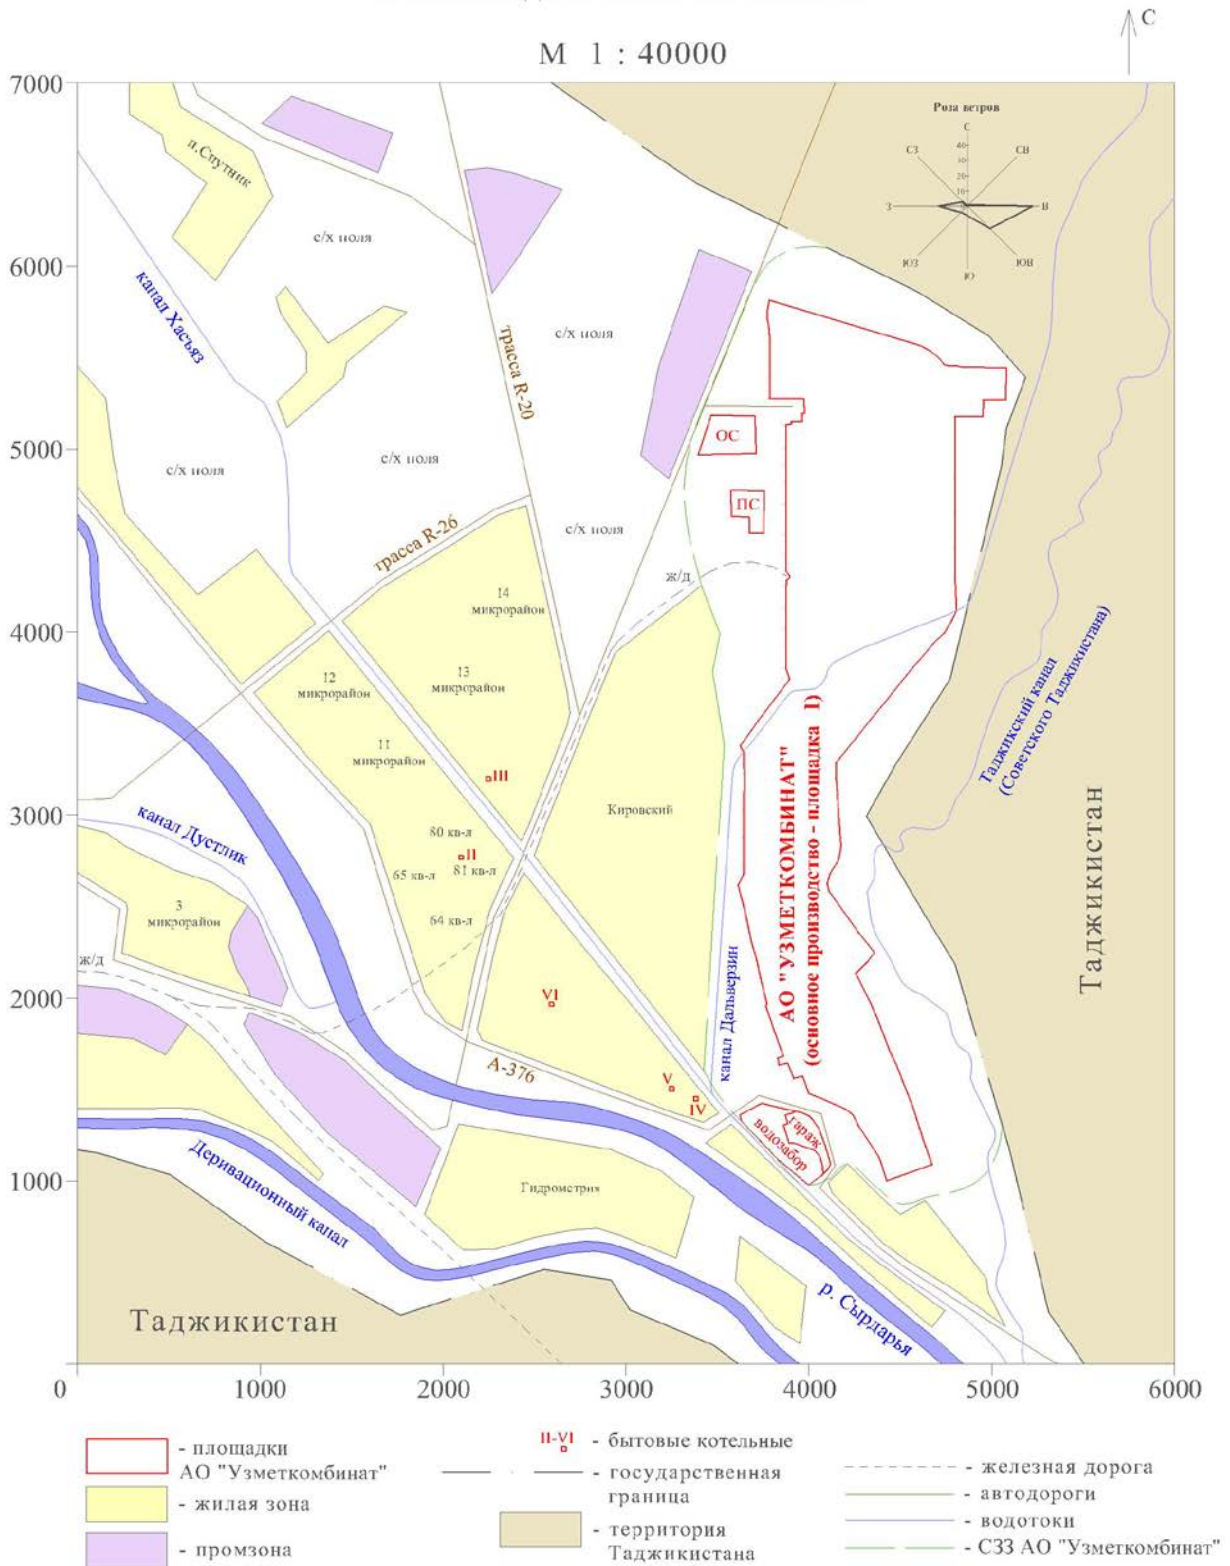 С
М 1 : 40000
7000
6000
5000
4000
3000
2000
1000
0
1000
2000
3000
4000
5000
6000
Роза ветров
С
СЗ
СВ
40
30
20
10
З
В
ЮЗ
ЮВ
Ю
п.Спутник
с/х поля
канал Хасъяз
с/х поля
трасса R-20
с/х поля
с/х поля
ОС
ПС
с/х поля
трасса R-26
ж/д
14
микрорайон
13
микрорайон
12
микрорайон
11
микрорайон
III
Кировский
80 кв-л
II
81 кв-л
65 кв-л
64 кв-л
канал Дустлик
3
микрорайон
ж/д
VI
А-376
V
IV
канал Дальверзин
АО "УЗМЕТКОМБИНАТ"
(основное производство - площадка I)
Таджикский канал
(Советского Таджикистана)
Таджикистан
гараж
водозабор
Деривационный канал
Гидрометрия
р. Сырдарья
Таджикистан
- площадки
АО "Узметкомбинат"
- жилая зона
- промзона
II-VI
- бытовые котельные
- государственная
граница
- территория
Таджикистана
- железная дорога
- автодороги
- водотоки
- СЗЗ АО "Узметкомбинат"